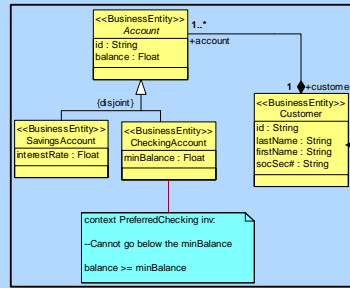 <<BusinessEntity>>
Account
id : String
balance : Float
1..*
+account
{disjoint}
1
+custome
<<BusinessEntity>>
SavingsAccount
interestRate : Float
<<BusinessEntity>>
CheckingAccount
minBalance : Float
<<BusinessEntity>>
Customer
id : String
lastName : String
firstName : String
socSec# : String
context PreferredChecking inv:
--Cannot go below the minBalance
balance >= minBalance